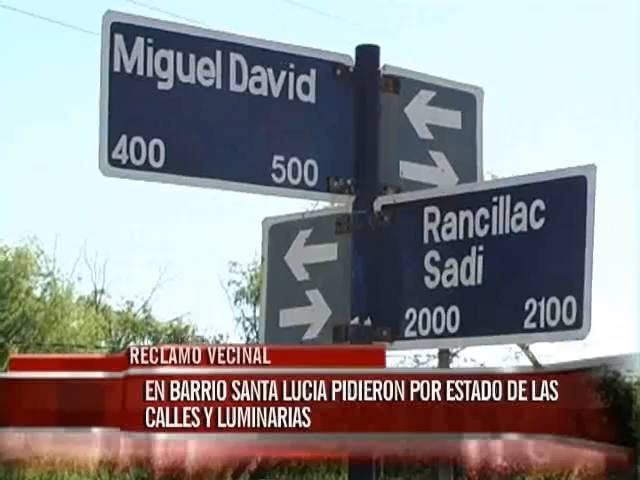 Miguel David
400 500
Rancillac
Sadi
2000 2100
RECLAMO VECINAL
EN BARRIO SANTA LUCIA PIDIERON POR ESTADO DE LAS
CALLES Y LUMINARIAS